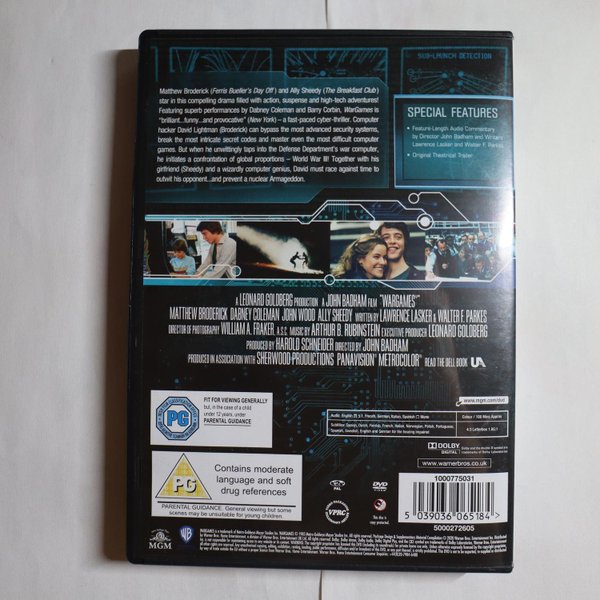 SUB-LAUNCH DETECTION
Matthew Broderick (Ferris Bueller's Day Off) and Ally Sheedy (The Breakfast Club)
star in this compelling drama filled with action, suspense and high-tech adventures!
Featuring superb performances by Dabney Coleman and Barry Corbin, WarGames is
"brilliant...funny...and provocative" (New York) – a fast-paced cyber-thriller. Computer
hacker David Lightman (Broderick) can bypass the most advanced security systems,
break the most intricate secret codes and master even the most difficult computer
games. But when he unwittingly taps into the Defense Department's war computer,
he initiates a confrontation of global proportions – World War III! Together with his
girlfriend (Sheedy) and a wizardly computer genius, David must race against time to
outwit his opponent...and prevent a nuclear Armageddon.
SPECIAL FEATURES
• Feature-Length Audio Commentary
by Director John Badham and Writers
Lawrence Lasker and Walter F. Parkes
• Original Theatrical Trailer
A LEONARD GOLDBERG PRODUCTION A JOHN BADHAM FILM "WARGAMES"
MATTHEW BRODERICK DABNEY COLEMAN JOHN WOOD ALLY SHEEDY WRITTEN BY LAWRENCE LASKER & WALTER F. PARKES
DIRECTOR OF PHOTOGRAPHY WILLIAM A. FRAKER, A.S.C. MUSIC BY ARTHUR B. RUBINSTEIN EXECUTIVE PRODUCER LEONARD GOLDBERG
PRODUCED BY HAROLD SCHNEIDER DIRECTED BY JOHN BADHAM
PRODUCED IN ASSOCIATION WITH SHERWOOD PRODUCTIONS PANAVISION METROCOLOR READ THE DELL BOOK UA
PG
FIT FOR VIEWING GENERALLY
but, in the case of a child
under 12 years, under
PARENTAL GUIDANCE
www.mgm.com/dvd
DOLBY
DIGITAL
www.warnerbros.co.uk
PG
Contains moderate
language and soft
drug references
PARENTAL GUIDANCE: General viewing but some
scenes may be unsuitable for young children.
VPRC
PAL
DVD
1000775031
5 039036 065184 >
5000272605
MGM
WB